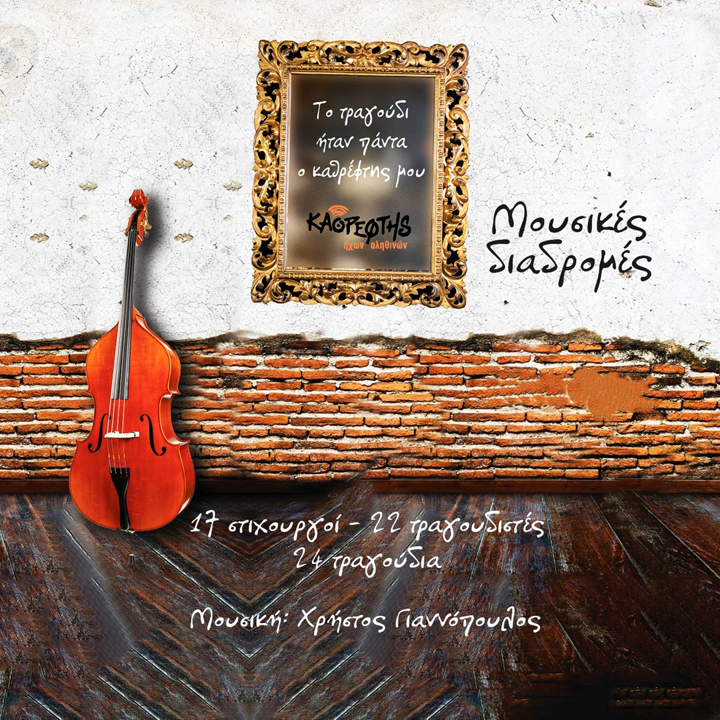 Το τραγούδι
ήταν πάντα
ο καθρέφτης μου
ΚΑΘΡΕΦΤΗS
ήχων αληθινών
Μουσικές
διαδρομές
17 στιχουργοί - 22 τραγουδιστές
24 τραγούδια
Μουσική: Χρήστος Γιαννόπουλος